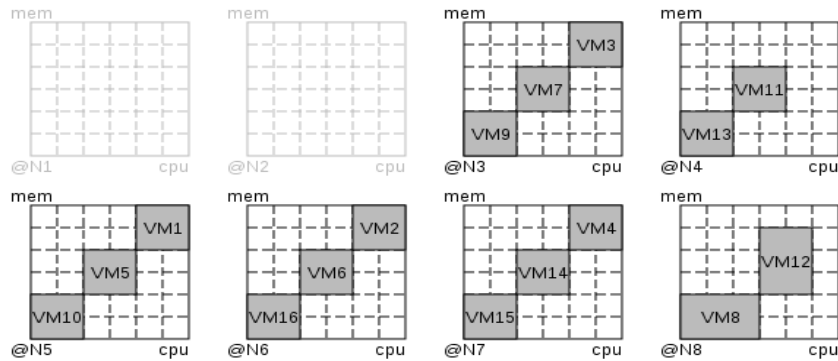 mem mem mem mem
VM3
VM7 VM11
VM9 VM13
@N1 cpu @N2 cpu @N3 cpu @N4 cpu
mem mem mem mem
VM1 VM2 VM4
VM5 VM6 VM14 VM12
VM10 VM16 VM15 VM8
@N5 cpu @N6 cpu @N7 cpu @N8 cpu